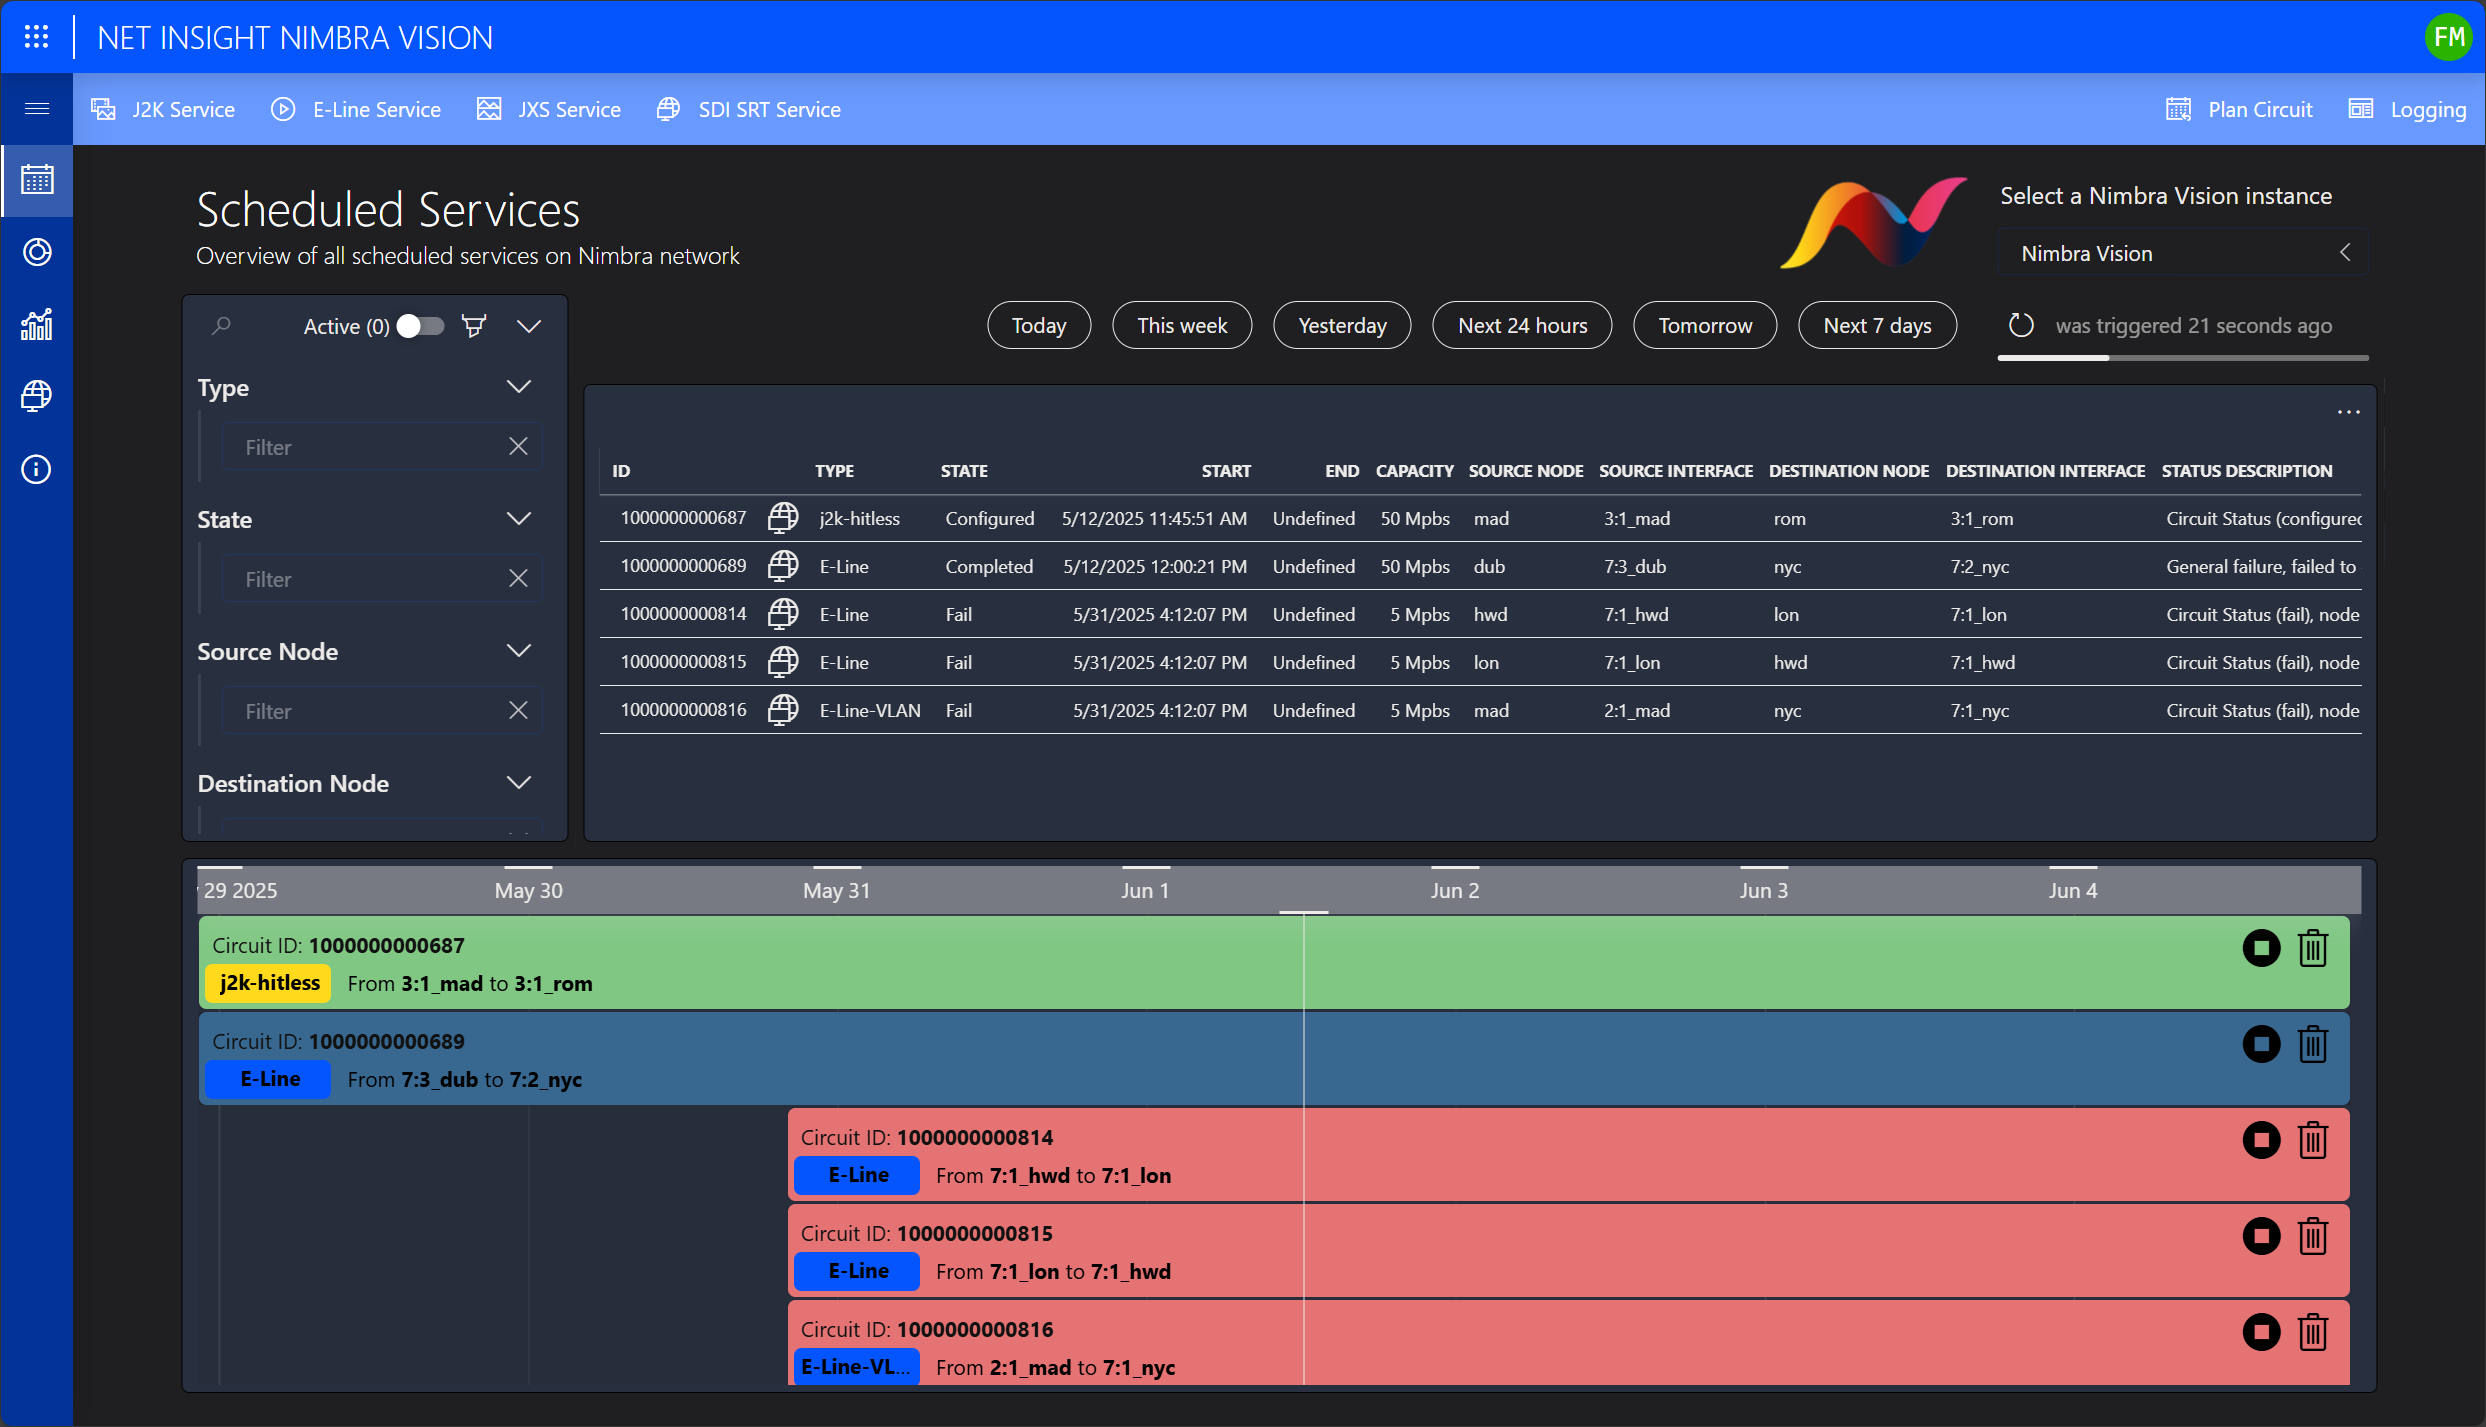 NET INSIGHT NIMBRA VISION
FM
J2K Service
E-Line Service
JXS Service
SDI SRT Service
Plan Circuit
Logging
Scheduled Services
Overview of all scheduled services on Nimbra network
Select a Nimbra Vision instance
Nimbra Vision
Active (0)
Today
This week
Yesterday
Next 24 hours
Tomorrow
Next 7 days
was triggered 21 seconds ago
Type
Filter
State
Filter
Source Node
Filter
Destination Node
ID TYPE STATE START END CAPACITY SOURCE NODE SOURCE INTERFACE DESTINATION NODE DESTINATION INTERFACE STATUS DESCRIPTION
1000000000687 j2k-hitless Configured 5/12/2025 11:45:51 AM Undefined 50 Mpbs mad 3:1_mad rom 3:1_rom Circuit Status (configured
1000000000689 E-Line Completed 5/12/2025 12:00:21 PM Undefined 50 Mpbs dub 7:3_dub nyc 7:2_nyc General failure, failed to
1000000000814 E-Line Fail 5/31/2025 4:12:07 PM Undefined 5 Mpbs hwd 7:1_hwd lon 7:1_lon Circuit Status (fail), node
1000000000815 E-Line Fail 5/31/2025 4:12:07 PM Undefined 5 Mpbs lon 7:1_lon hwd 7:1_hwd Circuit Status (fail), node
1000000000816 E-Line-VLAN Fail 5/31/2025 4:12:07 PM Undefined 5 Mpbs mad 2:1_mad nyc 7:1_nyc Circuit Status (fail), node
29 2025 May 30 May 31 Jun 1 Jun 2 Jun 3 Jun 4
Circuit ID: 1000000000687
j2k-hitless From 3:1_mad to 3:1_rom
Circuit ID: 1000000000689
E-Line From 7:3_dub to 7:2_nyc
Circuit ID: 1000000000814
E-Line From 7:1_hwd to 7:1_lon
Circuit ID: 1000000000815
E-Line From 7:1_lon to 7:1_hwd
Circuit ID: 1000000000816
E-Line-VL... From 2:1_mad to 7:1_nyc